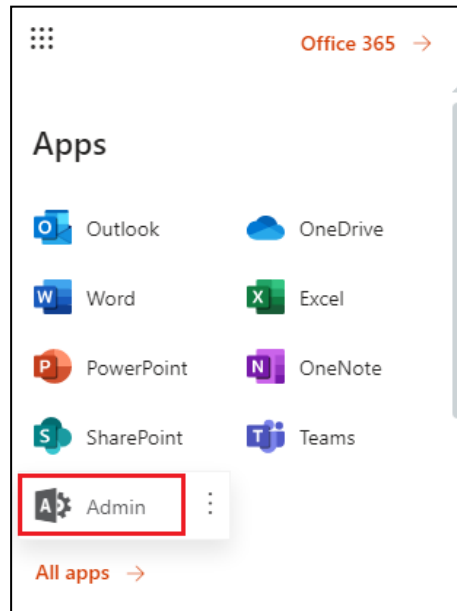 Office 365 →
Apps
Outlook
OneDrive
Word
Excel
PowerPoint
OneNote
SharePoint
Teams
Admin
All apps →